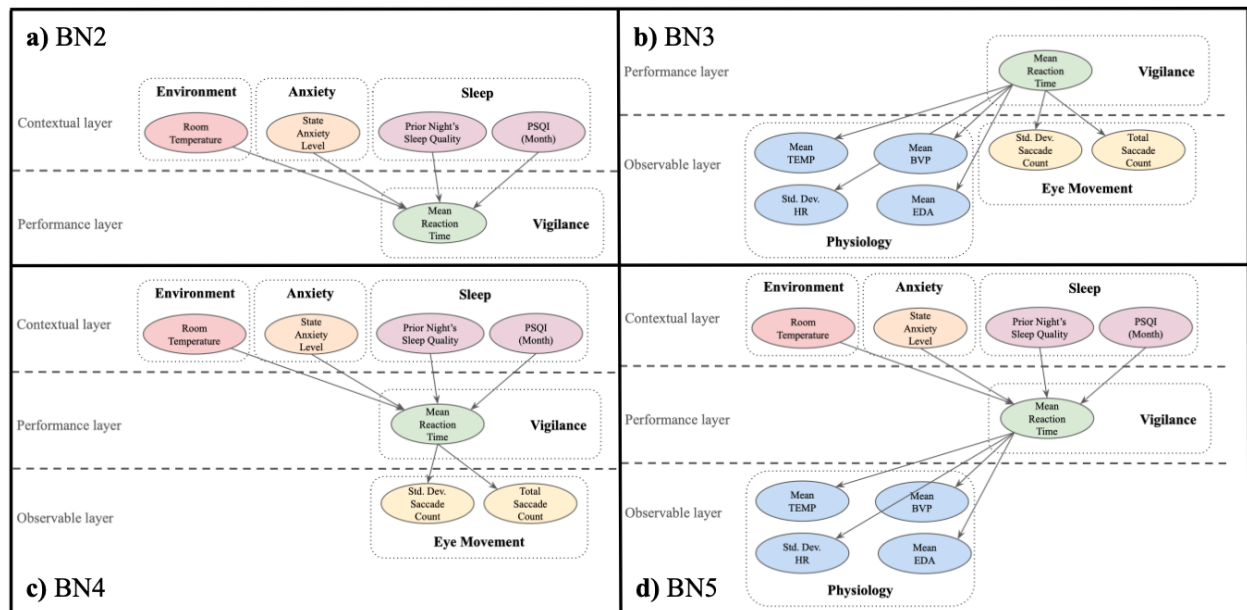 a) BN2
Environment
Anxiety
Sleep
Contextual layer
Room
Temperature
State
Anxiety
Level
Prior Night's
Sleep Quality
PSQI
(Month)
Performance layer
Mean
Reaction
Time
Vigilance
b) BN3
Performance layer
Mean
Reaction
Time
Vigilance
Observable layer
Mean
TEMP
Mean
BVP
Std. Dev.
Saccade
Count
Total
Saccade
Count
Std. Dev.
HR
Mean
EDA
Eye Movement
Physiology
Environment
Anxiety
Sleep
Contextual layer
Room
Temperature
State
Anxiety
Level
Prior Night's
Sleep Quality
PSQI
(Month)
Performance layer
Mean
Reaction
Time
Vigilance
Observable layer
Std. Dev.
Saccade
Count
Total
Saccade
Count
Eye Movement
c) BN4
Environment
Anxiety
Sleep
Contextual layer
Room
Temperature
State
Anxiety
Level
Prior Night's
Sleep Quality
PSQI
(Month)
Performance layer
Mean
Reaction
Time
Vigilance
Observable layer
Mean
TEMP
Mean
BVP
Std. Dev.
HR
Mean
EDA
Physiology
d) BN5